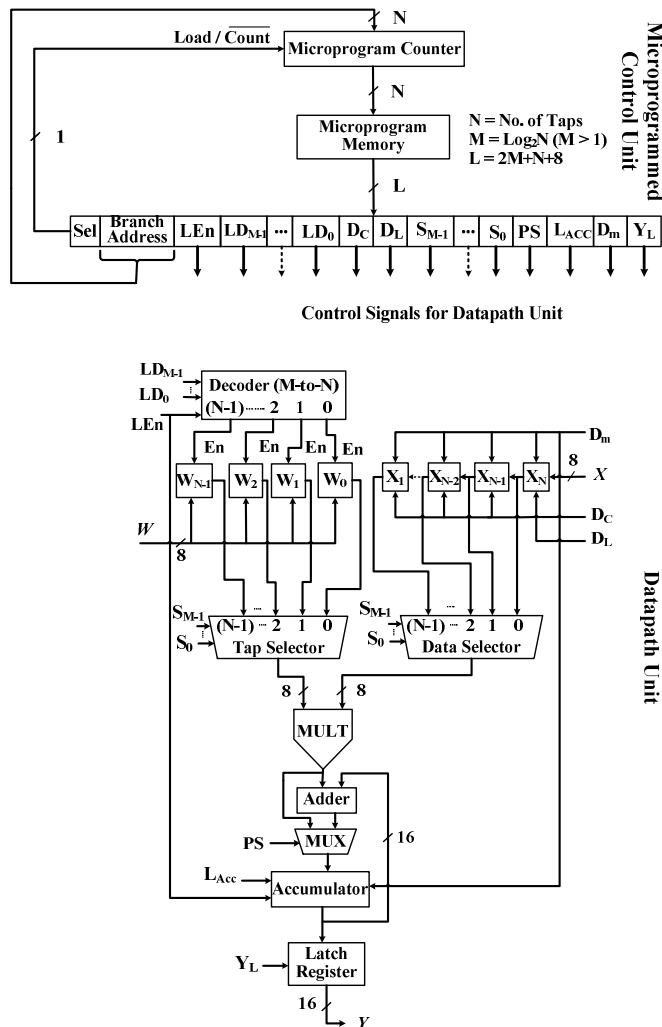 N
Load / Count
Microprogram Counter
N
1
Microprogram Memory
N = No. of Taps
M = Log2N (M > 1)
L = 2M+N+8
L
Microprogrammed Control Unit
Sel Branch Address LEn LDM-1 ... LD0 DC DL SM-1 ... S0 PS LACC Dm YL
Control Signals for Datapath Unit
LDM-1
LD0
LEn
Decoder (M-to-N)
(N-1) ...... 2 1 0
En En En En
WN-1 W2 W1 W0
W
8
Dm
X1 XN-2 XN-1 XN
8 X
DC
DL
SM-1
S0
(N-1) ... 2 1 0
Tap Selector
SM-1
S0
(N-1) ... 2 1 0
Data Selector
8 8
MULT
Adder
16
PS
MUX
LAcc
Accumulator
YL
Latch Register
16
Y
Datapath Unit